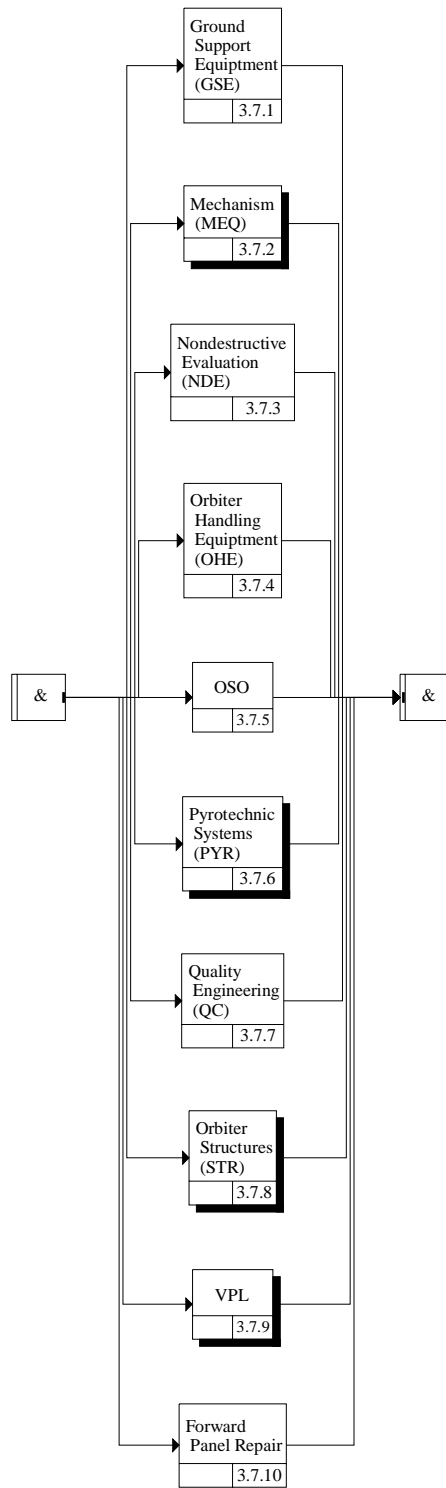 Ground
Support
Equiptment
(GSE)
3.7.1
Mechanism
(MEQ)
3.7.2
Nondestructive
Evaluation
(NDE)
3.7.3
Orbiter
Handling
Equiptment
(OHE)
3.7.4
&
OSO
&
3.7.5
Pyrotechnic
Systems
(PYR)
3.7.6
Quality
Engineering
(QC)
3.7.7
Orbiter
Structures
(STR)
3.7.8
VPL
3.7.9
Forward
Panel Repair
3.7.10